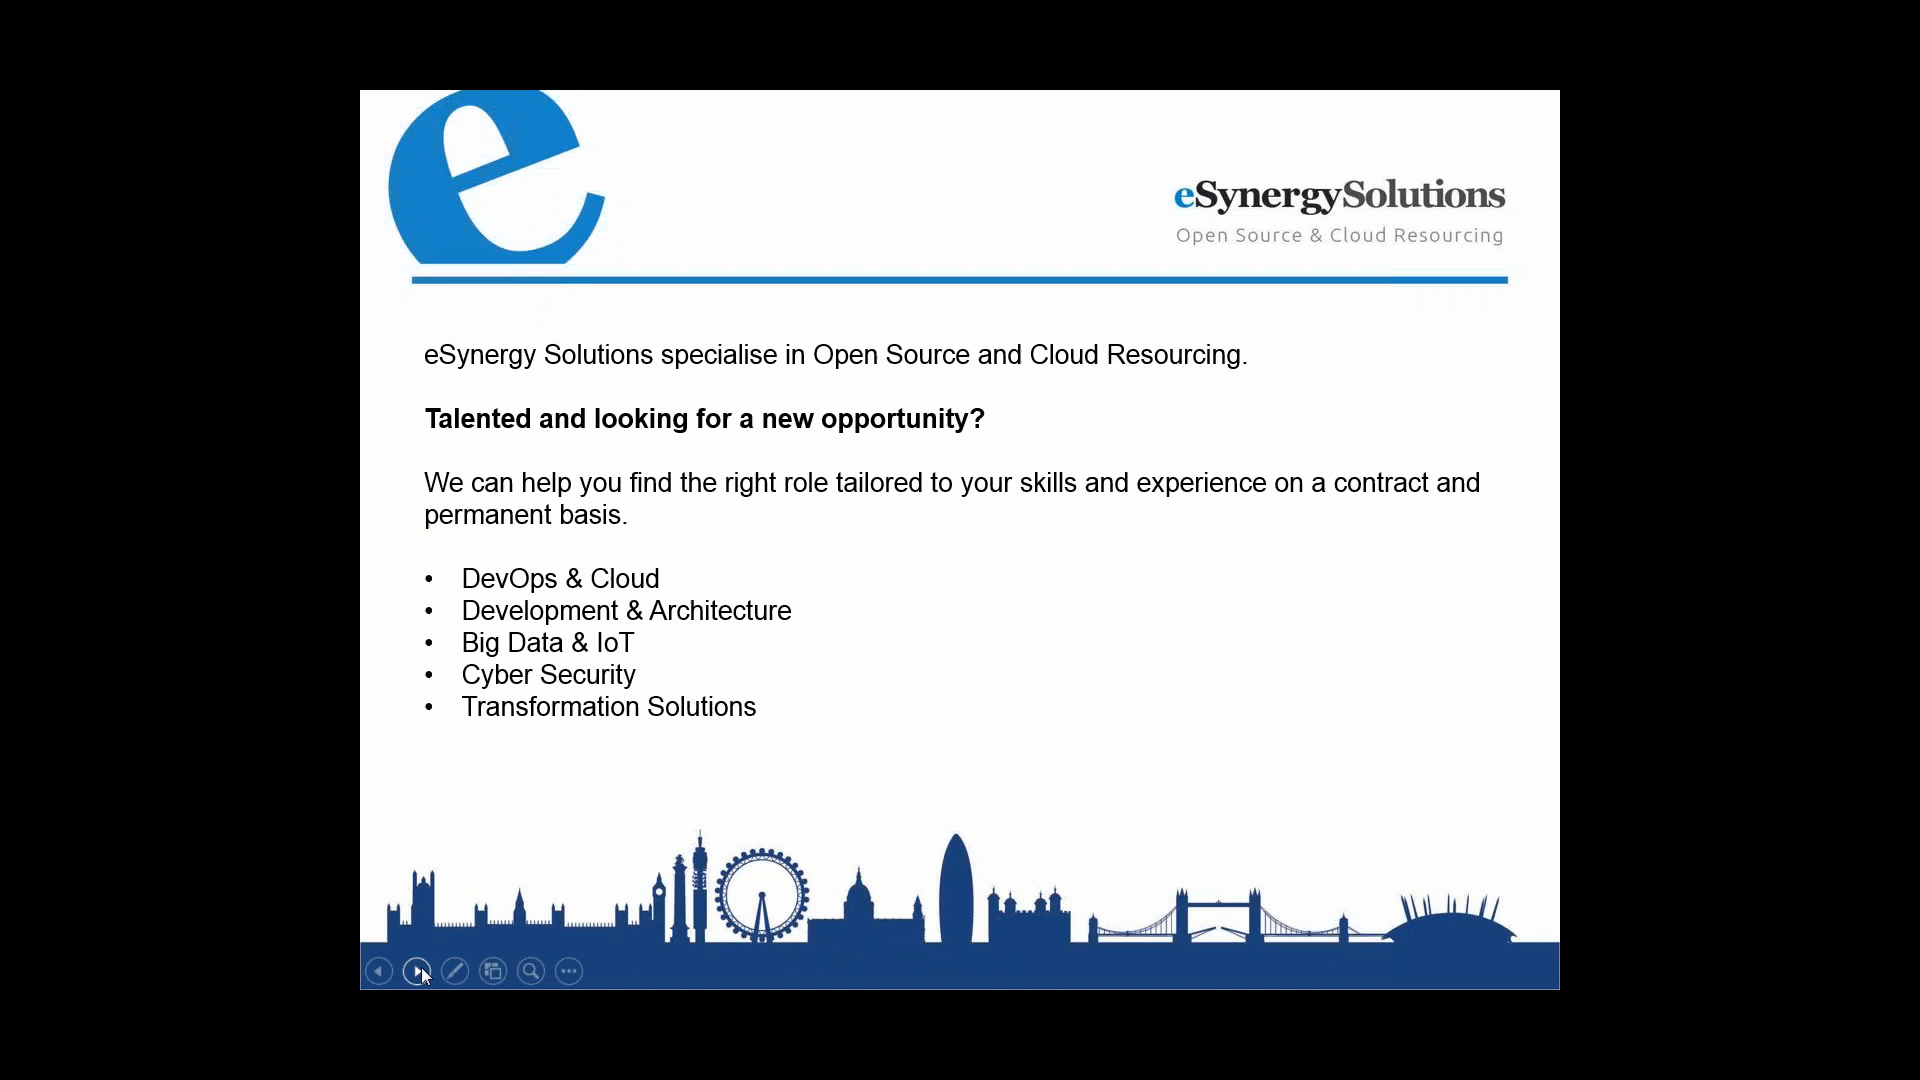 e
eSynergySolutions
Open Source & Cloud Resourcing
eSynergy Solutions specialise in Open Source and Cloud Resourcing.
Talented and looking for a new opportunity?
We can help you find the right role tailored to your skills and experience on a contract and
permanent basis.
• DevOps & Cloud
• Development & Architecture
• Big Data & IoT
• Cyber Security
• Transformation Solutions